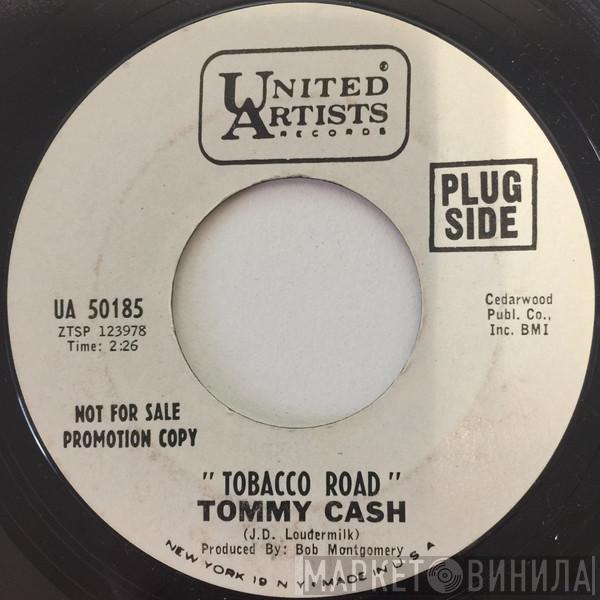 UNITED
ARTISTS
RECORDS
®
PLUG
SIDE
UA 50185
ZTSP 123978
Time: 2:26
Cedarwood
Publ. Co.,
Inc. BMI
NOT FOR SALE
PROMOTION COPY
"TOBACCO ROAD"
TOMMY CASH
(J.D. Loudermilk)
Produced By: Bob Montgomery
NEW YORK 19 N Y • MADE IN U.S.A
МАРКЕТ ВИНИЛА